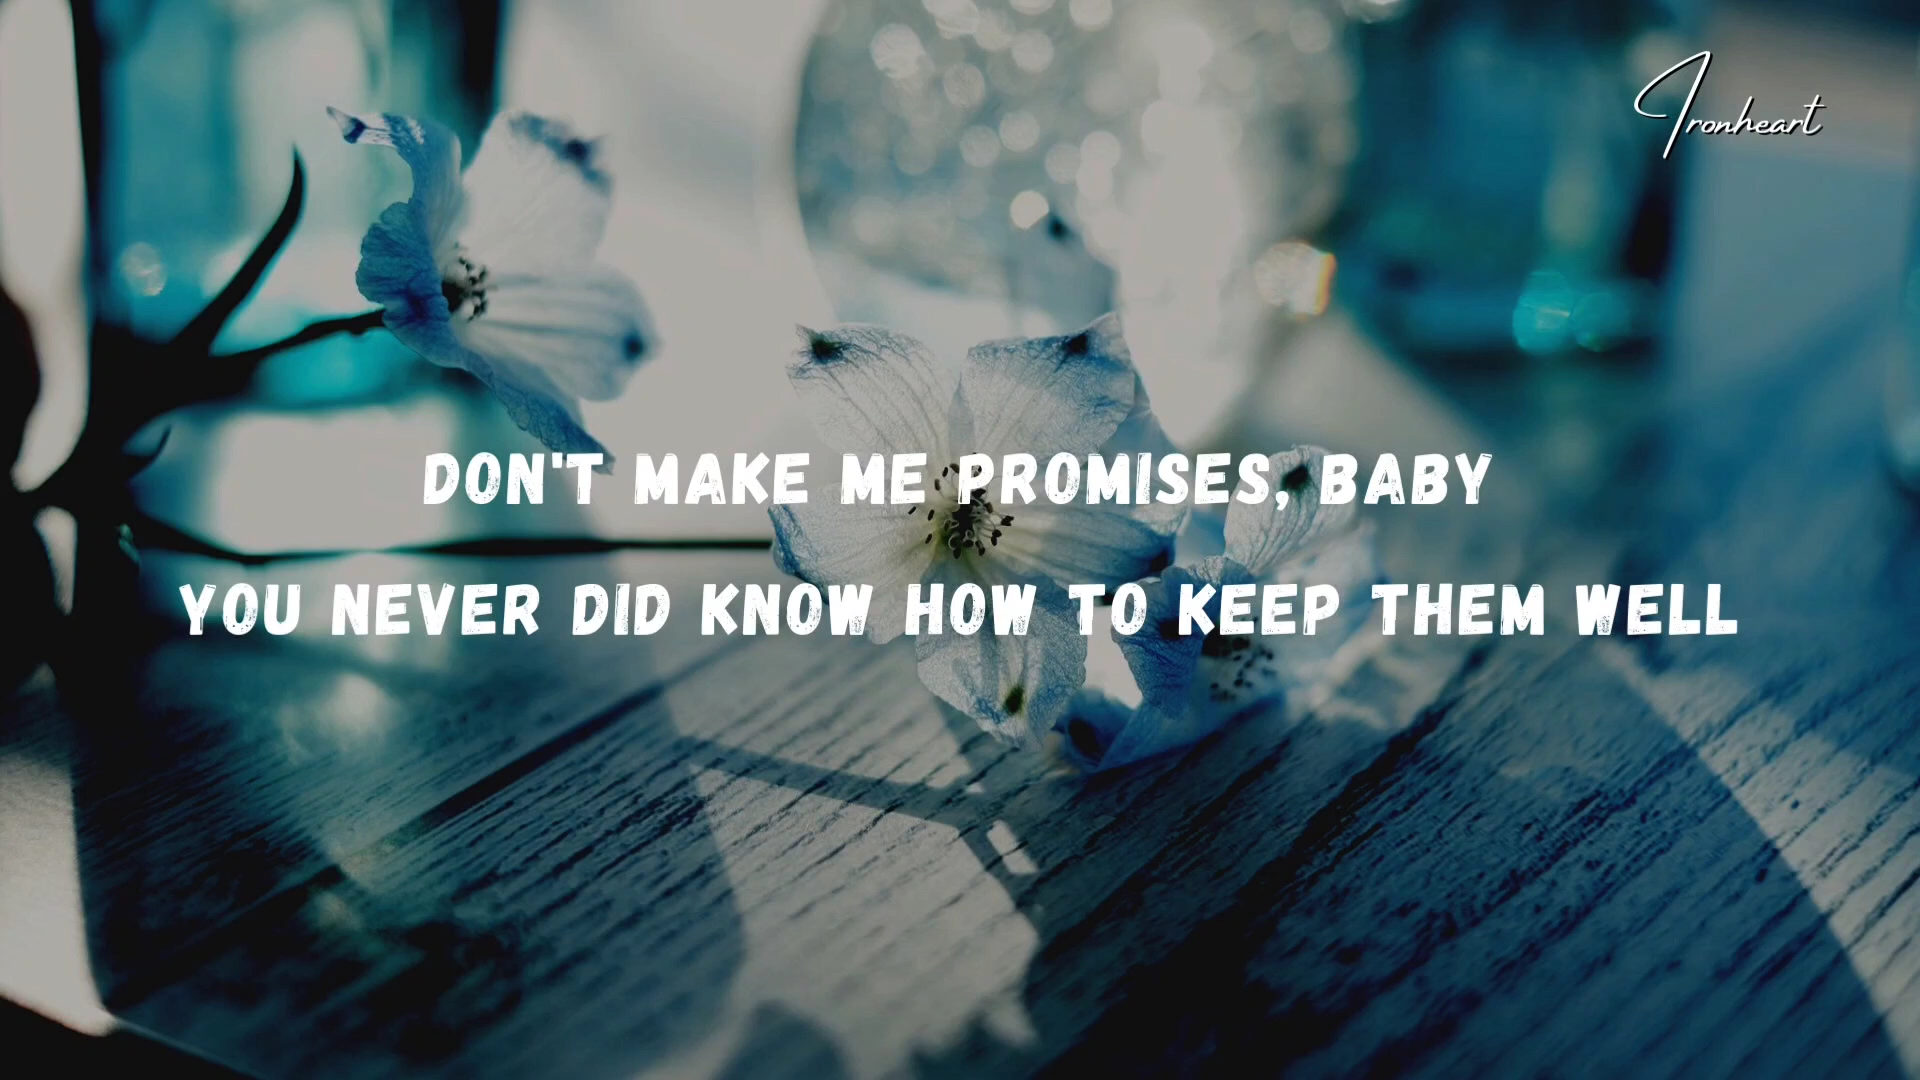 Ironheart
DON'T MAKE ME PROMISES, BABY
YOU NEVER DID KNOW HOW TO KEEP THEM WELL